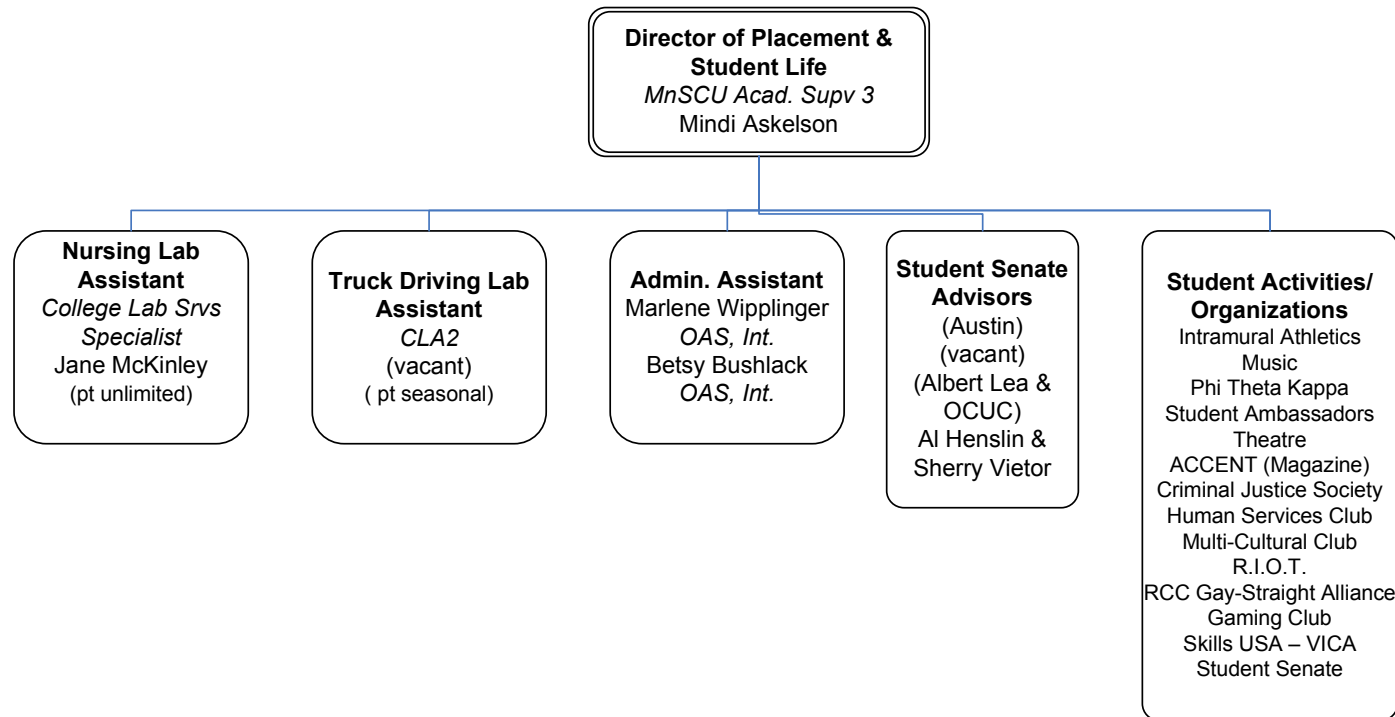 Director of Placement &
Student Life
MnSCU Acad. Supv 3
Mindi Askelson
Nursing Lab
Assistant
College Lab Srvs
Specialist
Jane McKinley
(pt unlimited)
Truck Driving Lab
Assistant
CLA2
(vacant)
( pt seasonal)
Admin. Assistant
Marlene Wipplinger
OAS, Int.
Betsy Bushlack
OAS, Int.
Student Senate
Advisors
(Austin)
(vacant)
(Albert Lea &
OCUC)
Al Henslin &
Sherry Vietor
Student Activities/
Organizations
Intramural Athletics
Music
Phi Theta Kappa
Student Ambassadors
Theatre
ACCENT (Magazine)
Criminal Justice Society
Human Services Club
Multi-Cultural Club
R.I.O.T.
RCC Gay-Straight Alliance
Gaming Club
Skills USA – VICA
Student Senate